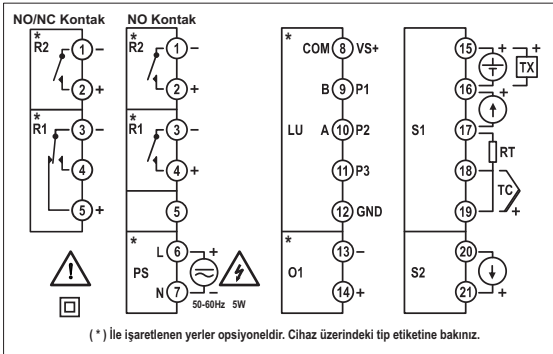 NO/NC Kontak
NO Kontak
*
R2
1 –
2 +
*
R1
3 –
4
5 +
*
R2
1 –
2 +
*
R1
3 –
4 +
5
*
PS
L 6 +
N 7 –
50-60Hz 5W
*
LU
COM 8 VS+
B 9 P1
A 10 P2
11 P3
12 GND
*
O1
13 –
14 +
S1
15 – +
TX
16 +
17
RT
18 –
TC
19 +
S2
20 –
21 +
( * ) İle işaretlenen yerler opsiyoneldir. Cihaz üzerindeki tip etiketine bakınız.